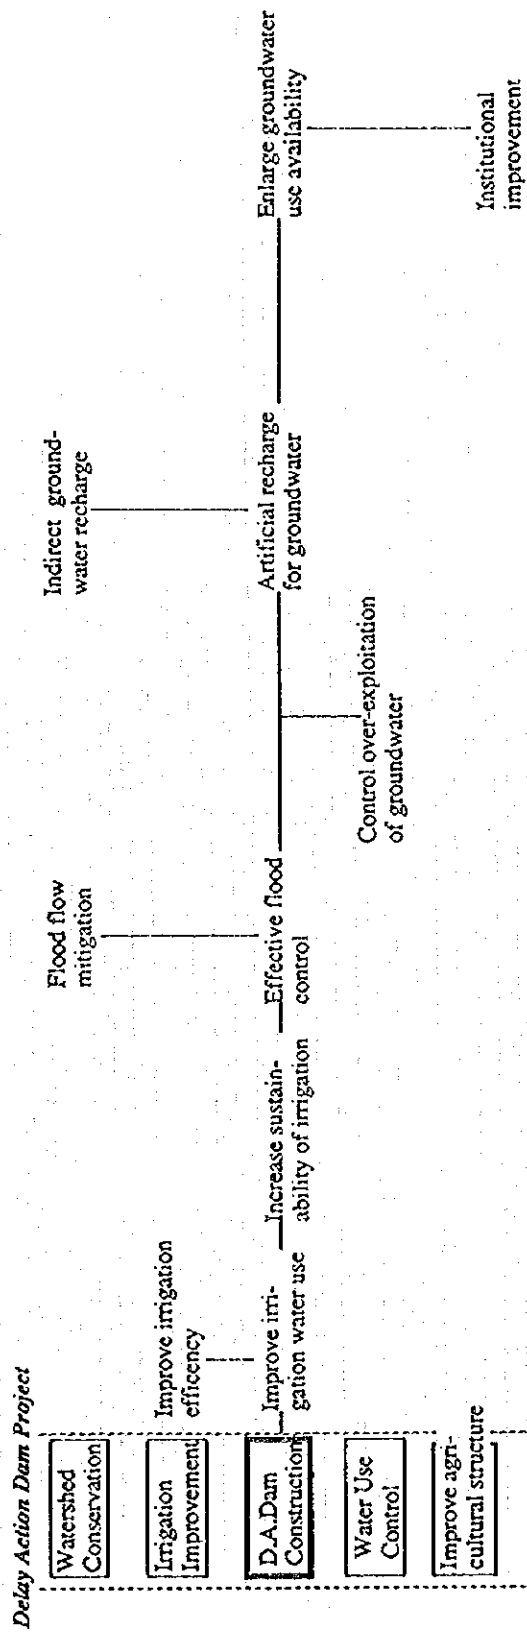 Delay Action Dam Project
Watershed
Conservation
Flood flow
mitigation
Indirect ground-
water recharge
Irrigation
Improvement
Improve irrigation
efficency
D.A.Dam
Construction
Improve irri-
gation water use
Increase sustain-
ability of irrigation
Effective flood
control
Artificial recharge
for groundwater
Enlarge groundwater
use availability
Water Use
Control
Control over-exploitation
of groundwater
Improve agri-
cultural structure
Institutional
improvement